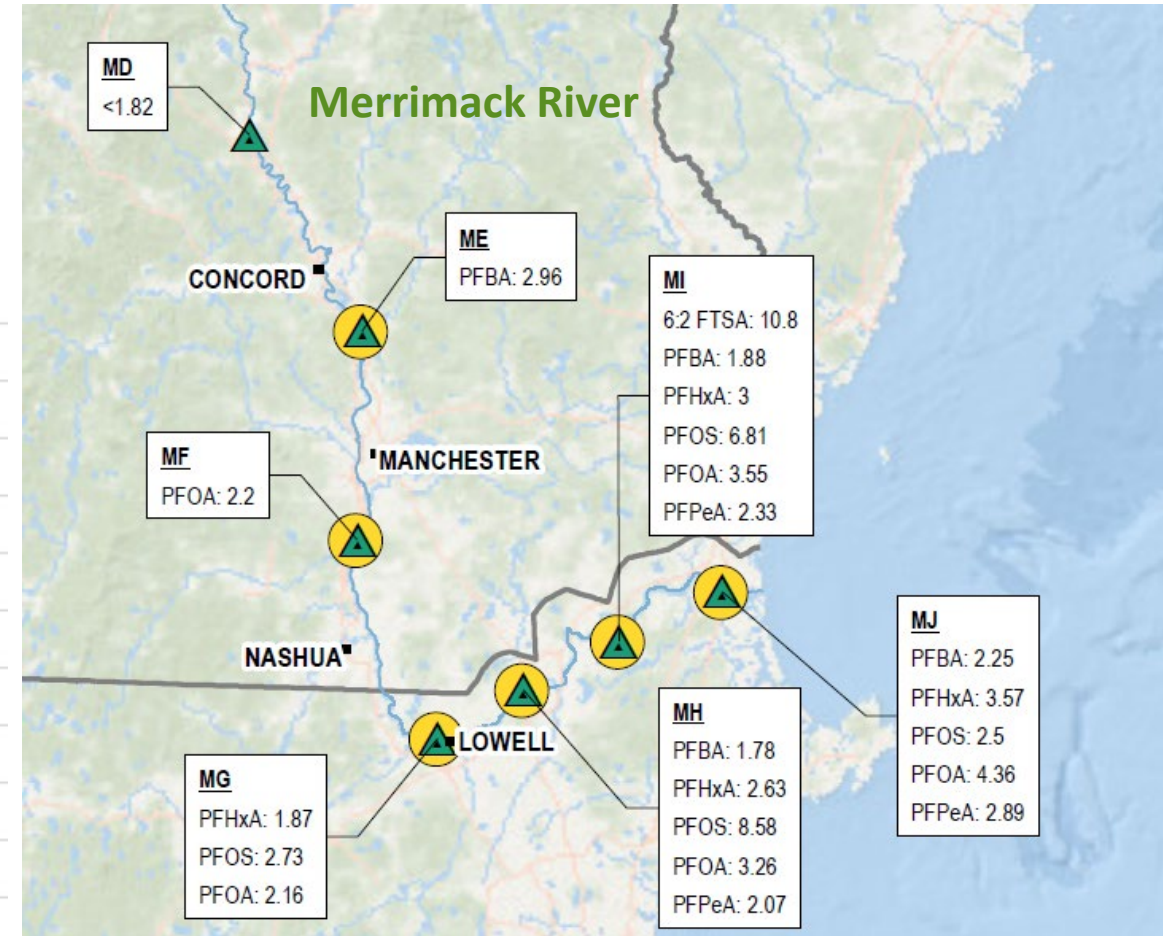 Merrimack River
MD
<1.82
CONCORD
ME
PFBA: 2.96
MI
6:2 FTSA: 10.8
PFBA: 1.88
PFHxA: 3
PFOS: 6.81
PFOA: 3.55
PFPeA: 2.33
MF
PFOA: 2.2
MANCHESTER
NASHUA
LOWELL
MG
PFHxA: 1.87
PFOS: 2.73
PFOA: 2.16
MH
PFBA: 1.78
PFHxA: 2.63
PFOS: 8.58
PFOA: 3.26
PFPeA: 2.07
MJ
PFBA: 2.25
PFHxA: 3.57
PFOS: 2.5
PFOA: 4.36
PFPeA: 2.89